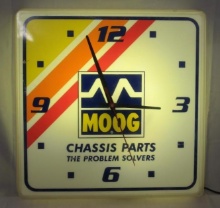 12
9
3
MOOG
CHASSIS PARTS
THE PROBLEM SOLVERS
6